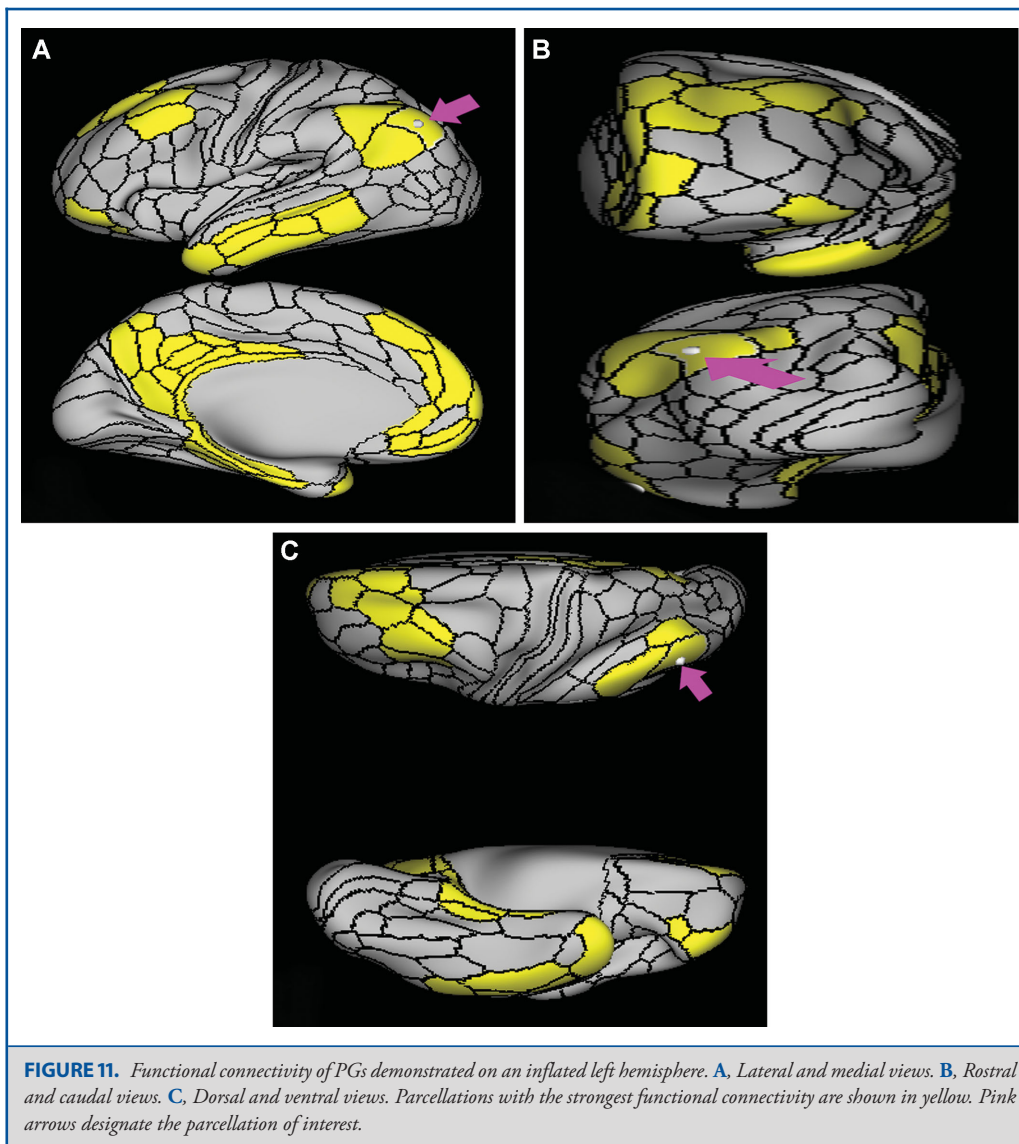 A
B
C
FIGURE 11. Functional connectivity of PGs demonstrated on an inflated left hemisphere. A, Lateral and medial views. B, Rostral
and caudal views. C, Dorsal and ventral views. Parcellations with the strongest functional connectivity are shown in yellow. Pink
arrows designate the parcellation of interest.